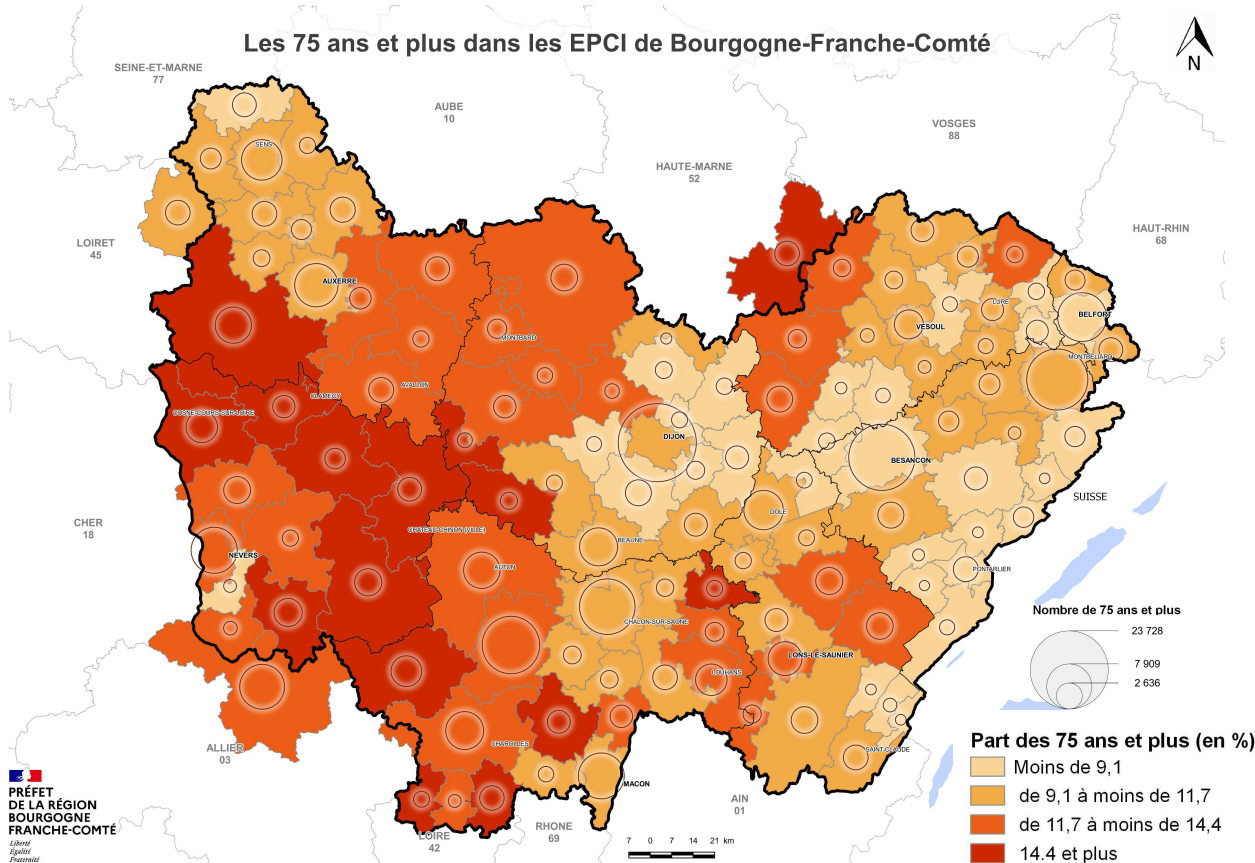 Les 75 ans et plus dans les EPCI de Bourgogne-Franche-Comté
N
SEINE-ET-MARNE
77
AUBE
10
VOSGES
88
HAUTE-MARNE
52
HAUT-RHIN
68
LOIRET
45
CHER
18
ALLIER
03
LOIRE
42
RHONE
69
AIN
01
SUISSE
SENS
AUXERRE
MONTBARD
AVALLON
CLAMECY
COSNE-COURS-SUR-LOIRE
VESOUL
LURE
BELFORT
MONTBELIARD
DIJON
BESANCON
DOLE
BEAUNE
CHATEAU-CHINON (VILLE)
NEVERS
AUTUN
PONTARLIER
CHALON-SUR-SAONE
LONS-LE-SAUNIER
LOUHANS
CHAROLLES
SAINT-CLAUDE
MACON
Nombre de 75 ans et plus
23 728
7 909
2 636
Part des 75 ans et plus (en %)
Moins de 9,1
de 9,1 à moins de 11,7
de 11,7 à moins de 14,4
14.4 et plus
7 0 7 14 21 km
PRÉFET
DE LA RÉGION
BOURGOGNE
FRANCHE-COMTÉ
Liberté
Égalité
Fraternité